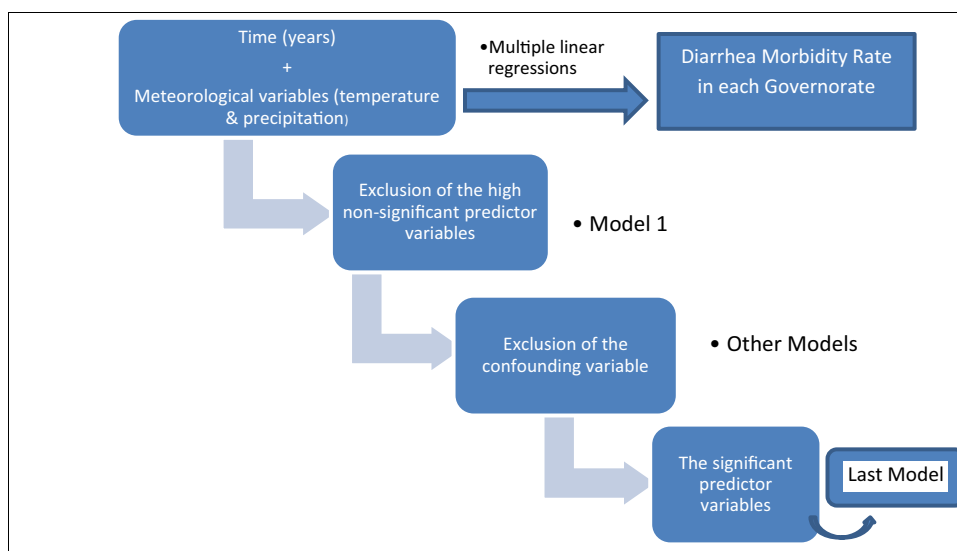 Time (years)
+
Meteorological variables (temperature
& precipitation)
•Multiple linear
regressions
Diarrhea Morbidity Rate
in each Governorate
Exclusion of the high
non-significant predictor
variables
• Model 1
Exclusion of the
confounding variable
• Other Models
The significant
predictor
variables
Last Model